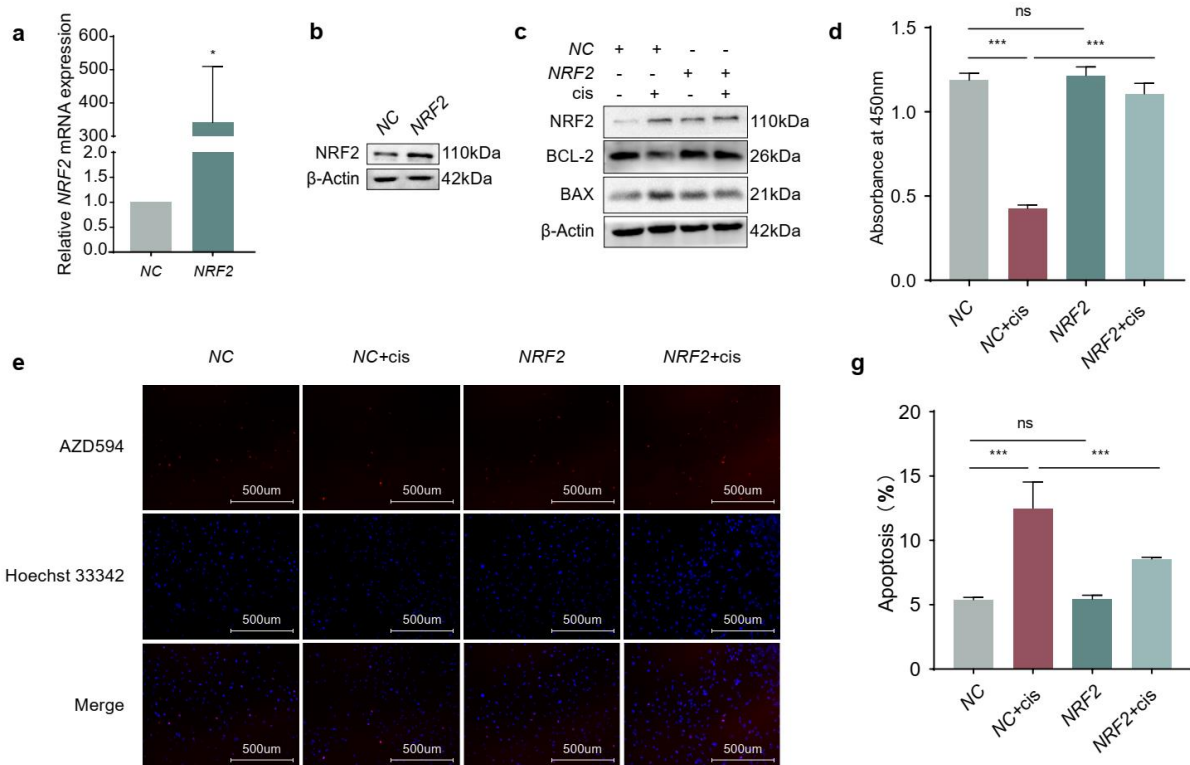 a
Relative NRF2 mRNA expression
600
500
400
300
2.0
1.5
1.0
0.5
0.0
*
NC
NRF2
b
NC NRF2
NRF2 110kDa
β-Actin 42kDa
c
NC + + - -
NRF2 - - + +
cis - + - +
NRF2 110kDa
BCL-2 26kDa
BAX 21kDa
β-Actin 42kDa
d
Absorbance at 450nm
1.5
1.0
0.5
0.0
ns
*** ***
NC
NC+cis
NRF2
NRF2+cis
e
NC NC+cis NRF2 NRF2+cis
AZD594
500um 500um 500um 500um
Hoechst 33342
500um 500um 500um 500um
Merge
500um 500um 500um 500um
g
Apoptosis (%)
20
15
10
5
0
ns
*** ***
NC
NC+cis
NRF2
NRF2+cis